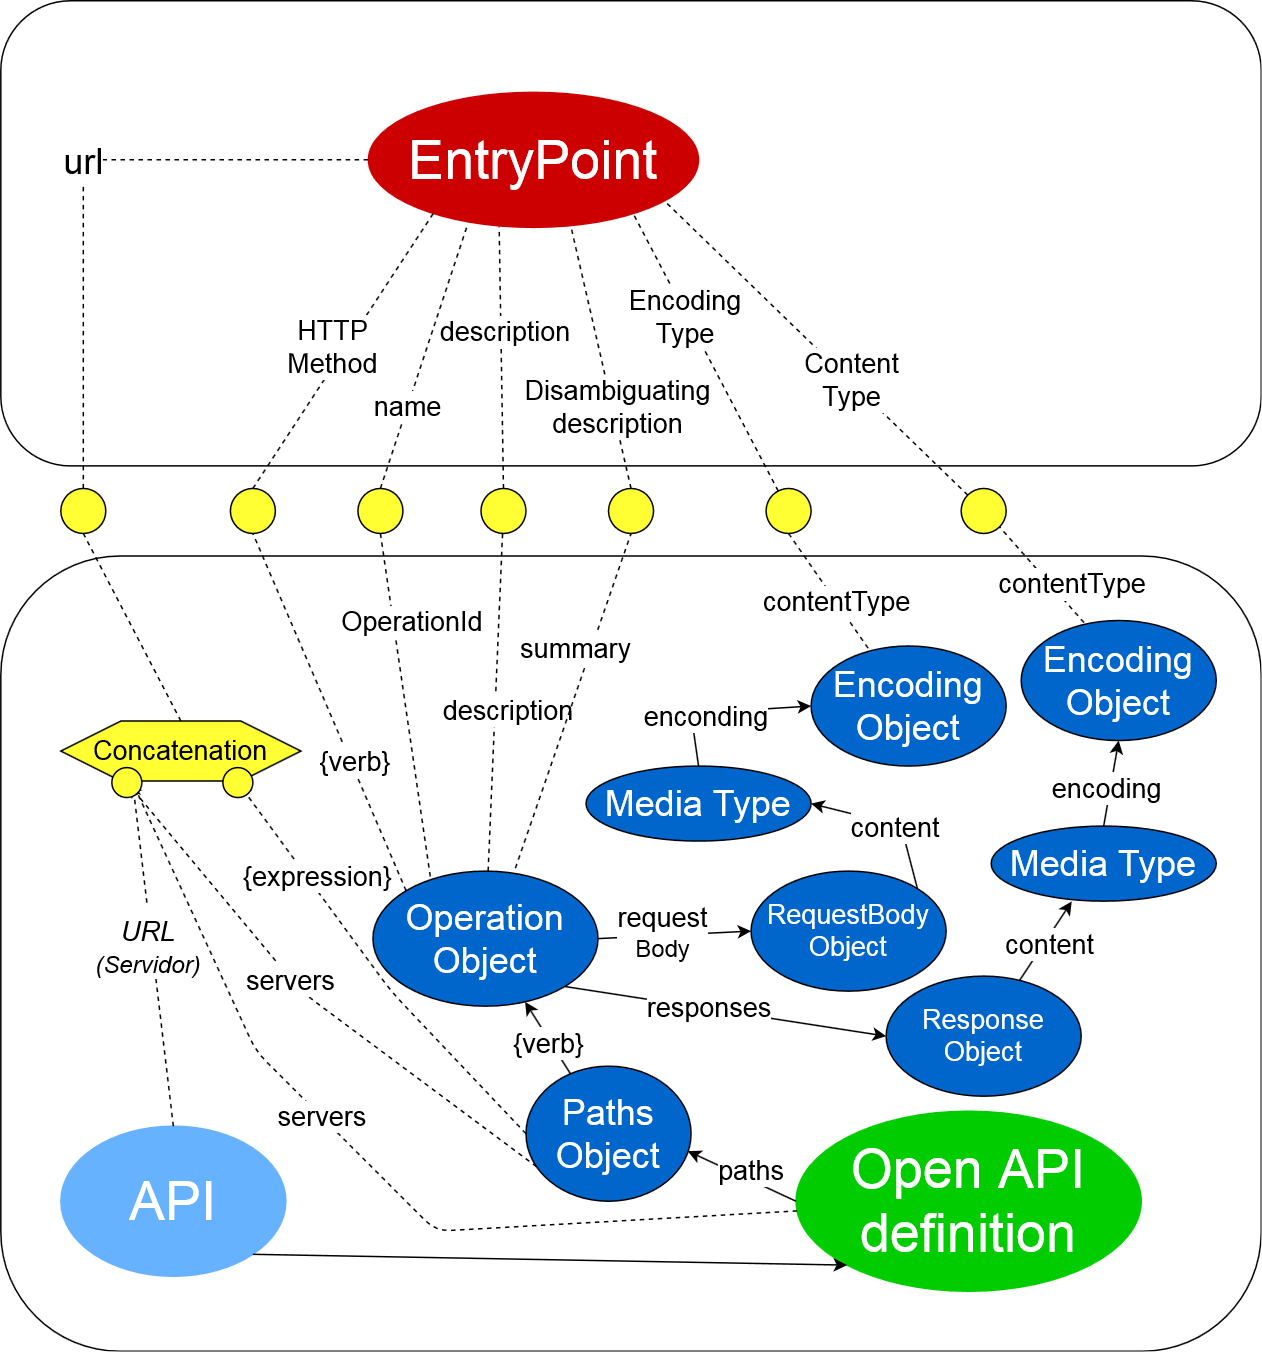 EntryPoint
url
HTTP
Method
name
description
Disambiguating
description
Encoding
Type
Content
Type
contentType
contentType
OperationId
summary
description
{verb}
Encoding
Object
Encoding
Object
enconding
Concatenation
Media Type
encoding
content
Media Type
{expression}
Operation
Object
request
Body
RequestBody
Object
URL
(Servidor)
servers
content
responses
Response
Object
{verb}
servers
Paths
Object
paths
API
Open API
definition